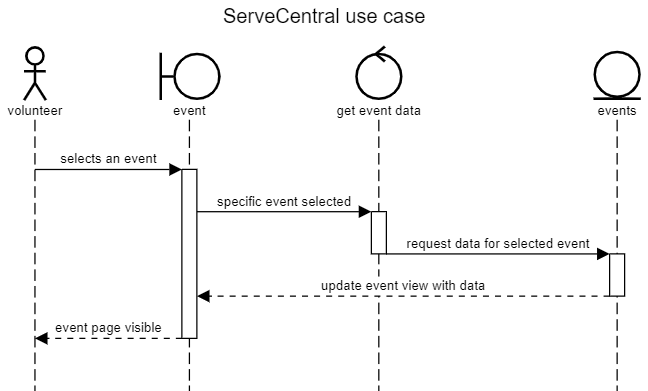 ServeCentral use case
volunteer
event
get event data
events
selects an event
specific event selected
request data for selected event
update event view with data
event page visible